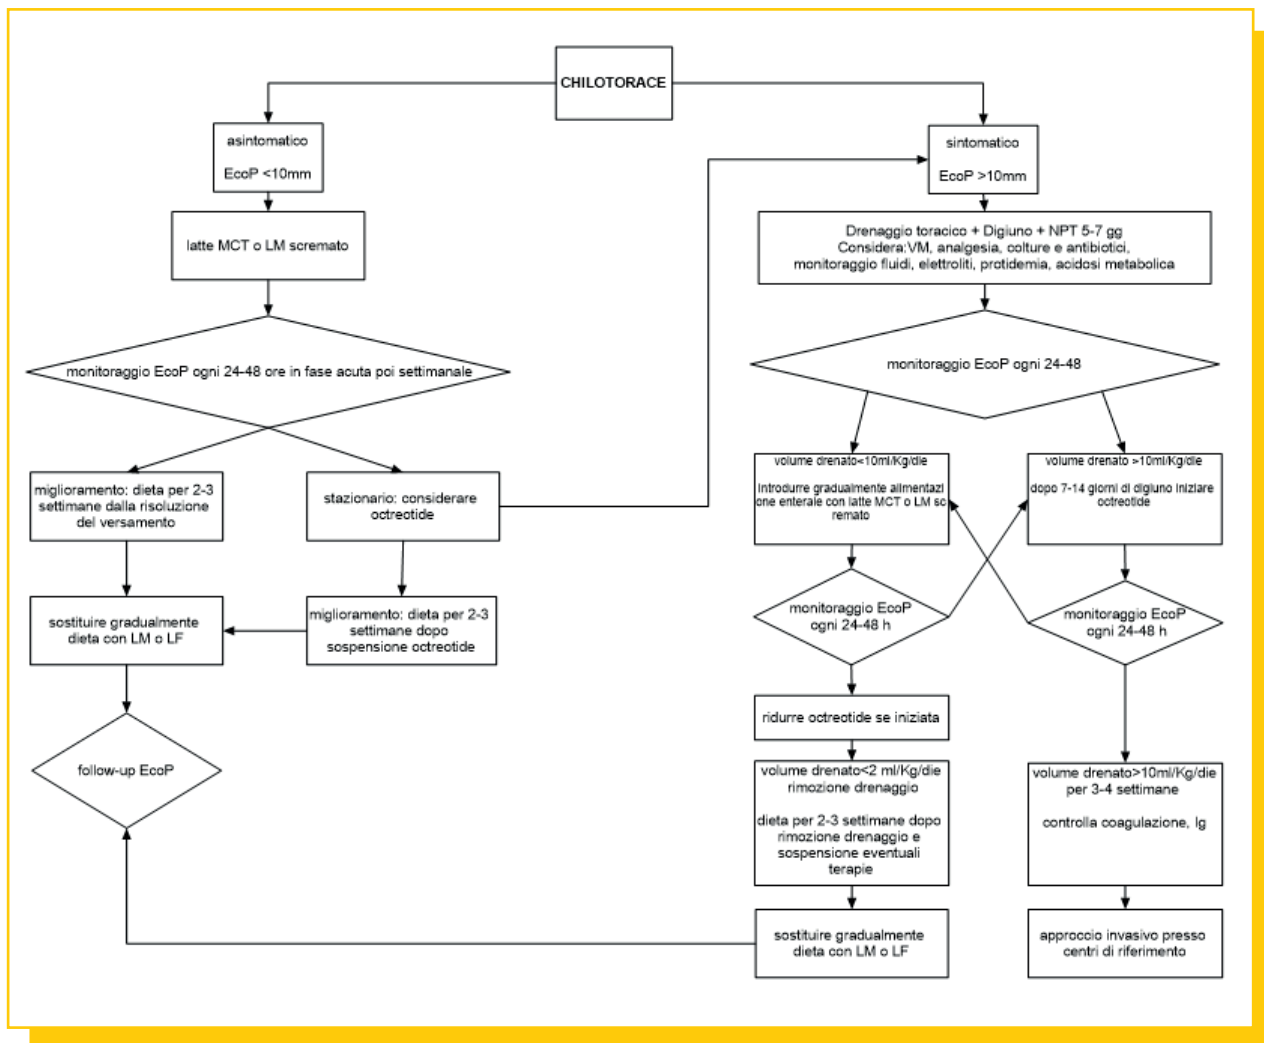 CHILOTORACE
asintomatico
EcoP <10mm
latte MCT o LM scremato
monitoraggio EcoP ogni 24-48 ore in fase acuta poi settimanale
miglioramento: dieta per 2-3
settimane dalla risoluzione
del versamento
stazionario: considerare
octreotide
sostituire gradualmente
dieta con LM o LF
miglioramento: dieta per 2-3
settimane dopo
sospensione octreotide
follow-up EcoP
sintomatico
EcoP >10mm
Drenaggio toracico + Digiuno + NPT 5-7 gg
Considera:VM, analgesia, colture e antibiotici,
monitoraggio fluidi, elettroliti, protidemia, acidosi metabolica
monitoraggio EcoP ogni 24-48
volume drenato<10ml/Kg/die
Introdurre gradualmente alimentazi
one enterale con latte MCT o LM sc
remato
volume drenato >10ml/Kg/die
dopo 7-14 giorni di digiuno iniziare
octreotide
monitoraggio EcoP
ogni 24-48 h
monitoraggio EcoP
ogni 24-48 h
ridurre octreotide se iniziata
volume drenato<2 ml/Kg/die
rimozione drenaggio
dieta per 2-3 settimane dopo
rimozione drenaggio e
sospensione eventuali
terapie
volume drenato>10ml/Kg/die
per 3-4 settimane
controlla coagulazione, Ig
sostituire gradualmente
dieta con LM o LF
approccio invasivo presso
centri di riferimento